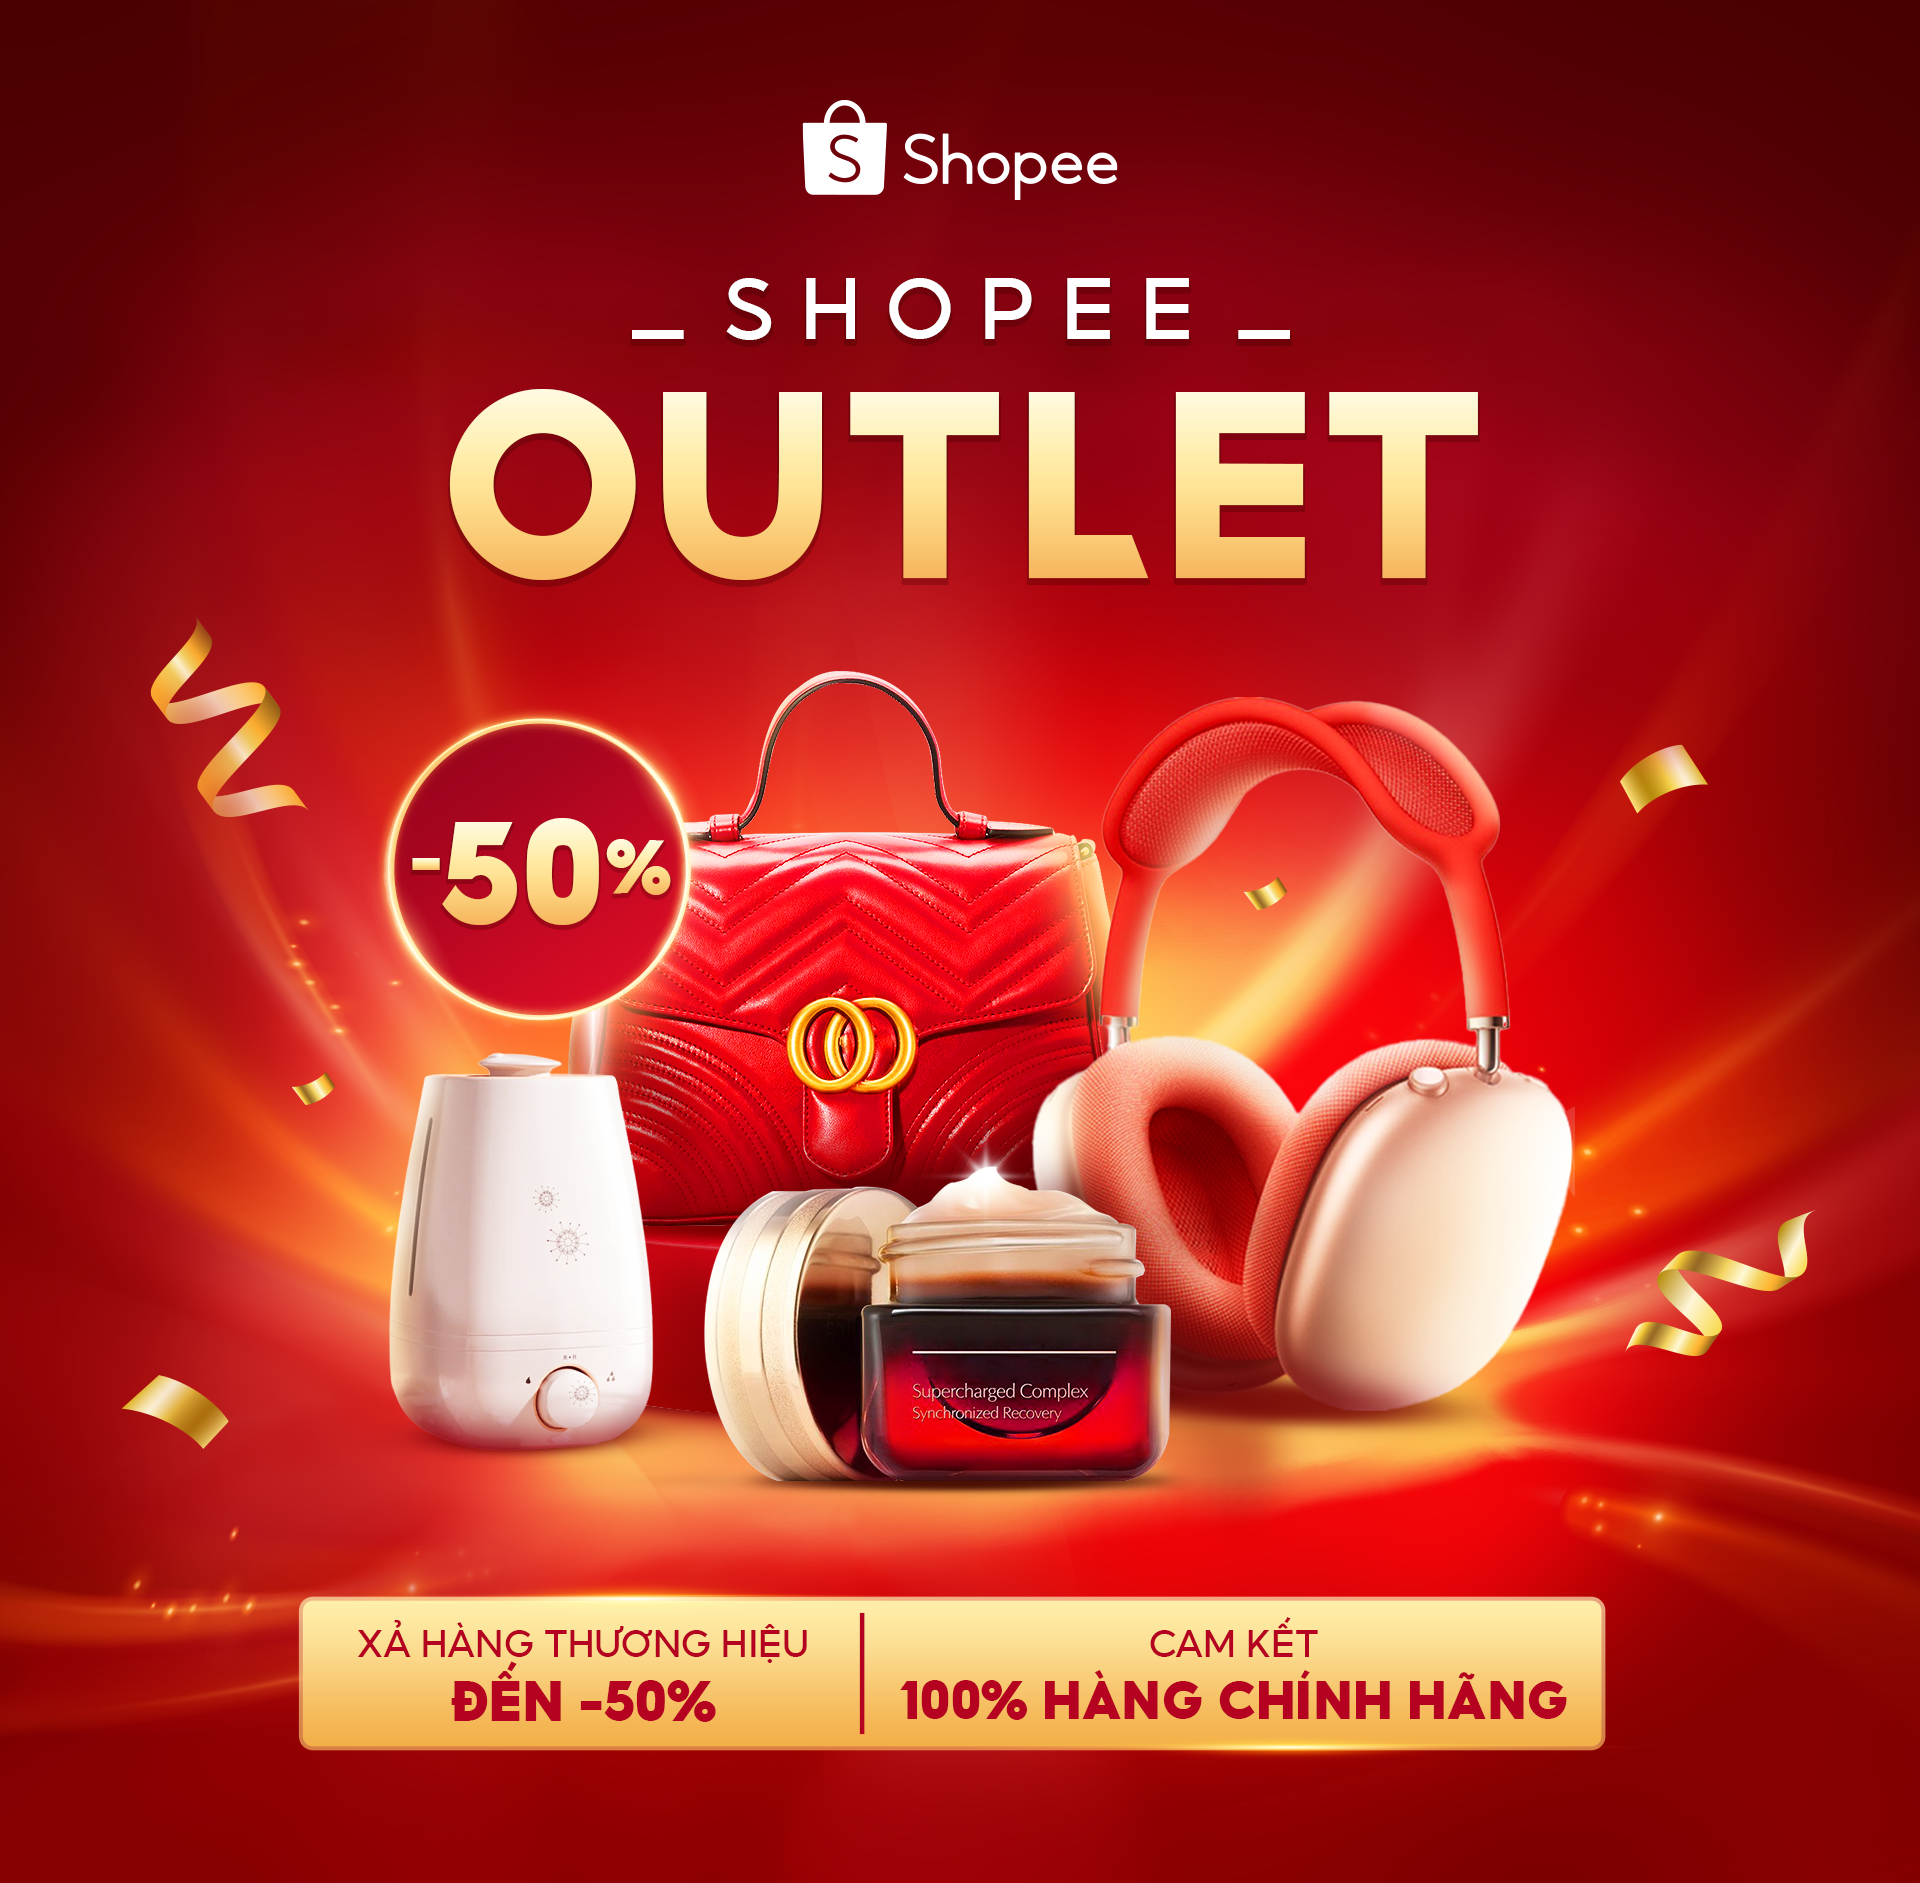 Shopee
SHOPEE
OUTLET
-50%
Supercharged Complex
Synchronized Recovery
XẢ HÀNG THƯƠNG HIỆU
ĐẾN -50%
CAM KẾT
100% HÀNG CHÍNH HÃNG